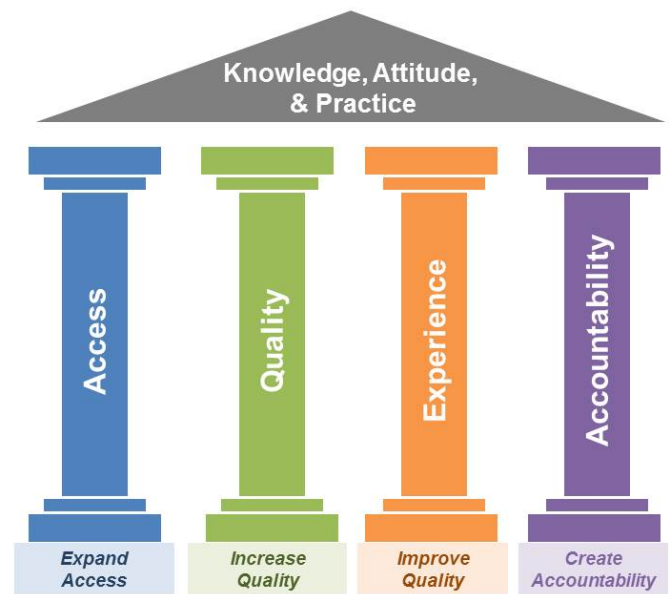 Knowledge, Attitude,
& Practice
Access
Quality
Experience
Accountability
Expand
Access
Increase
Quality
Improve
Quality
Create
Accountability